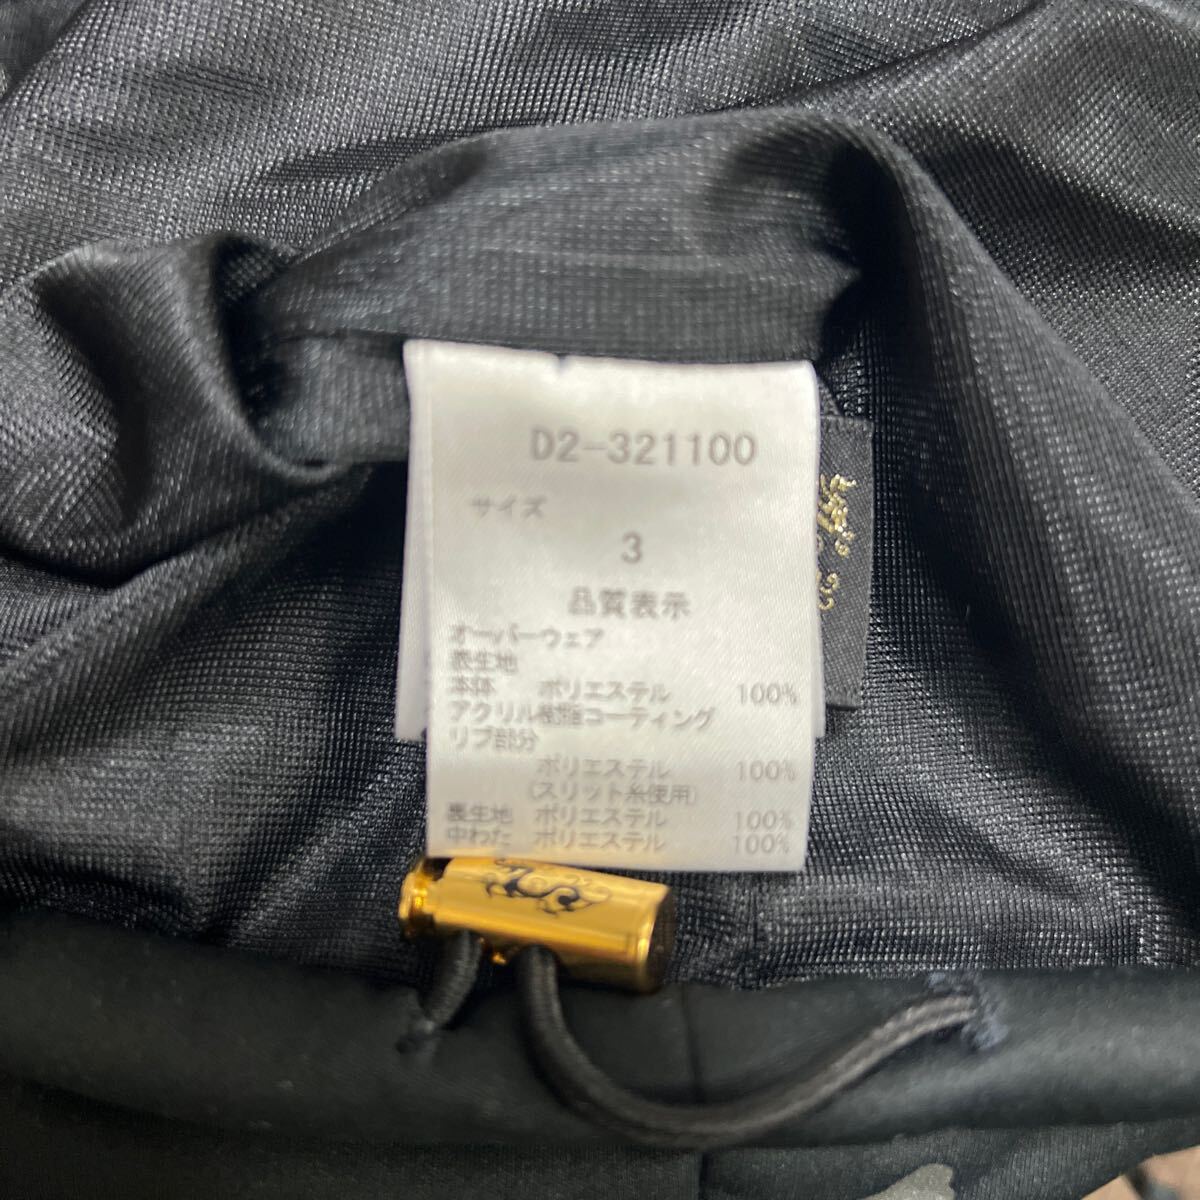 D2-321100
サイズ
3
品質表示
オーバーウェア
表生地
本体 ポリエステル 100%
アクリル樹脂コーティング
リブ部分
ポリエステル 100%
(スリット糸使用)
裏生地 ポリエステル 100%
中わた ポリエステル 100%